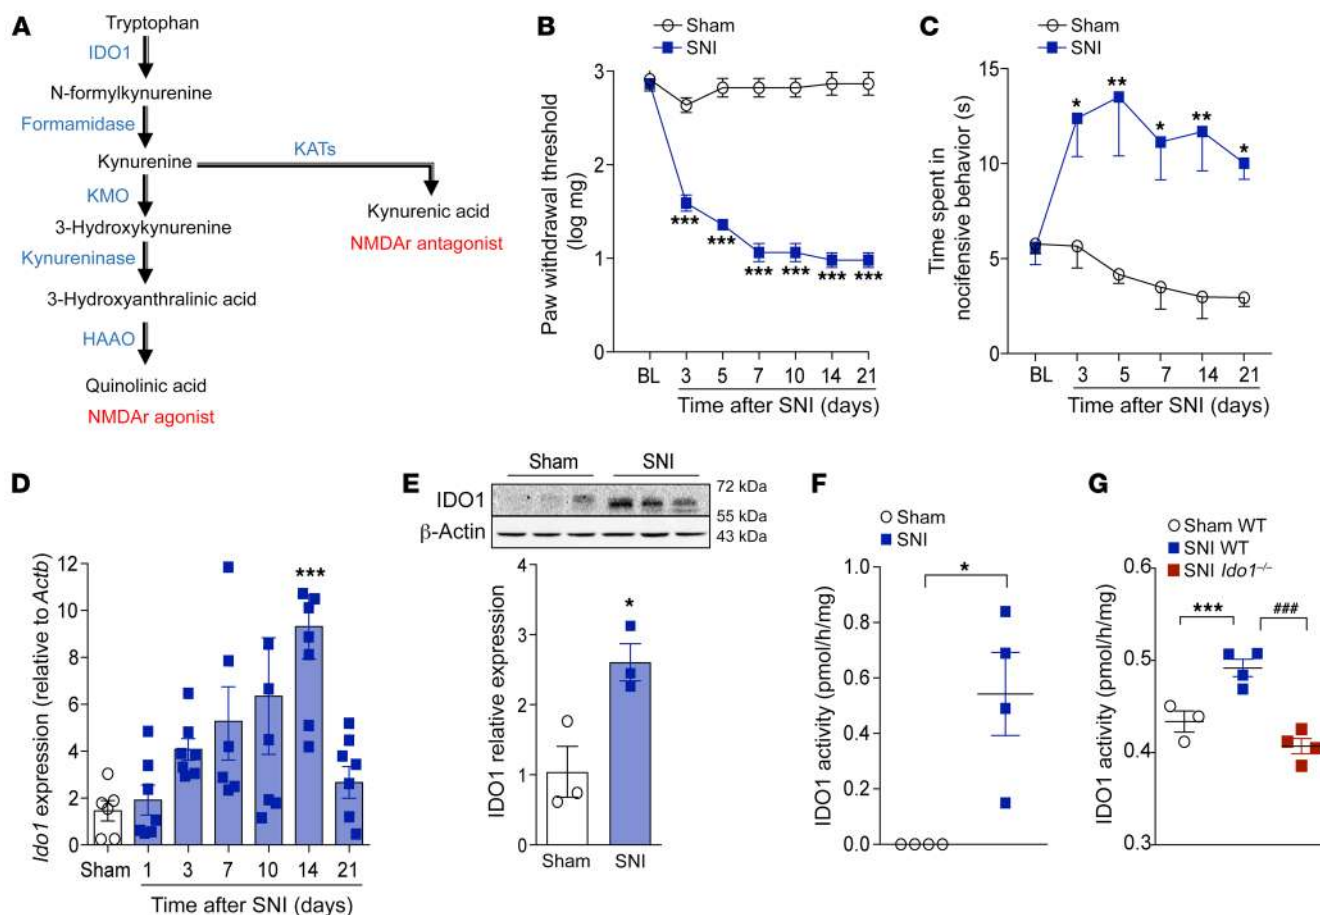 A
Tryptophan
IDO1
N-formylkynurenine
Formamidase
Kynurenine
KATs
KMO
Kynurenic acid
3-Hydroxykynurenine
NMDAr antagonist
Kynureninase
3-Hydroxyanthralinic acid
HAAO
Quinolinic acid
NMDAr agonist
B
Sham
SNI
Paw withdrawal threshold
(log mg)
3
2
1
0
***
***
***
***
***
***
BL 3 5 7 10 14 21
Time after SNI (days)
C
Sham
SNI
Time spent in
nocifensive behavior (s)
15
10
5
0
*
**
*
**
*
BL 3 5 7 14 21
Time after SNI (days)
D
Ido1 expression (relative to Actb)
12
10
8
6
4
2
0
***
Sham 1 3 7 10 14 21
Time after SNI (days)
E
Sham SNI
IDO1
72 kDa
55 kDa
β-Actin
43 kDa
IDO1 relative expression
4
3
2
1
0
*
Sham SNI
F
Sham
SNI
IDO1 activity (pmol/h/mg)
1.0
0.8
0.6
0.4
0.2
0.0
*
G
Sham WT
SNI WT
SNI Ido1–/–
IDO1 activity (pmol/h/mg)
0.6
0.5
0.4
0.3
***
###